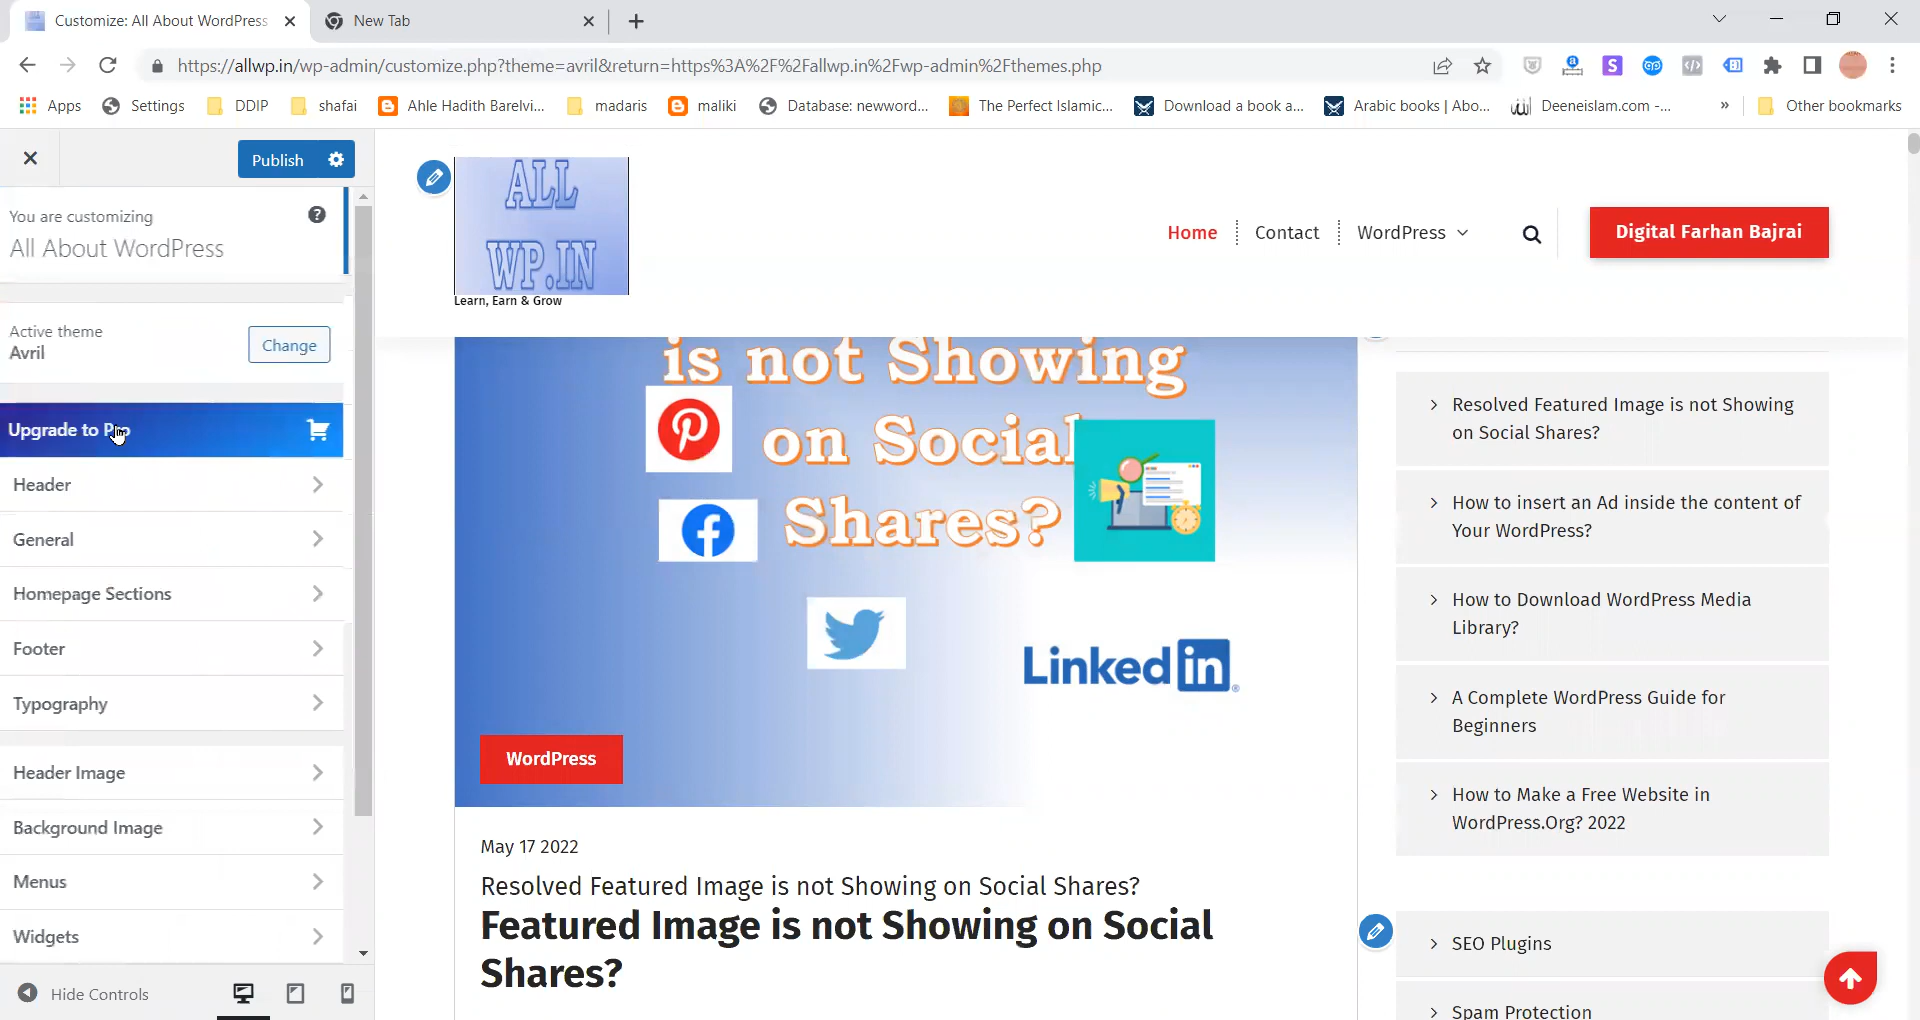 Customize: All About WordPress
New Tab
https://allwp.in/wp-admin/customize.php?theme=avril&return=https%3A%2F%2Fallwp.in%2Fwp-admin%2Fthemes.php
Apps
Settings
DDIP
shafai
Ahle Hadith Barelvi...
madaris
maliki
Database: newword...
The Perfect Islamic...
Download a book a...
Arabic books | Abo...
Deeneislam.com -...
»
Other bookmarks
Publish
You are customizing
All About WordPress
Active theme
Avril
Change
Upgrade to Pro
Header
General
Homepage Sections
Footer
Typography
Header Image
Background Image
Menus
Widgets
Hide Controls
ALL
WP.IN
Learn, Earn & Grow
Home
Contact
WordPress
Digital Farhan Bajrai
is not Showing
on Social
Shares?
Linked in
WordPress
May 17 2022
Resolved Featured Image is not Showing on Social Shares?
Featured Image is not Showing on Social
Shares?
Resolved Featured Image is not Showing
on Social Shares?
How to insert an Ad inside the content of
Your WordPress?
How to Download WordPress Media
Library?
A Complete WordPress Guide for
Beginners
How to Make a Free Website in
WordPress.Org? 2022
SEO Plugins
Spam Protection